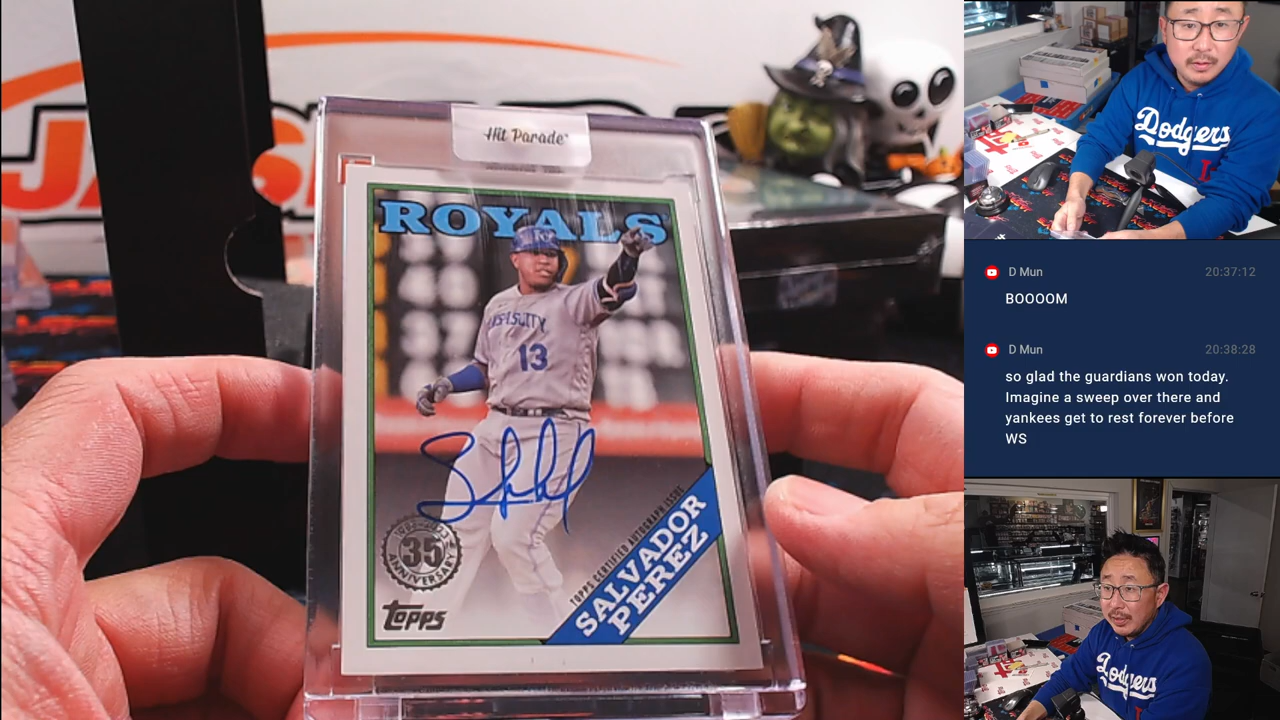 Hit Parade
ROYALS
13
35
ANNIVERSARY
TOPPS CERTIFIED AUTOGRAPH ISSUE
SALVADOR
PEREZ
TOPPS
Dodgers
D Mun 20:37:12
BOOOOM
D Mun 20:38:28
so glad the guardians won today.
Imagine a sweep over there and
yankees get to rest forever before
WS
Dodgers